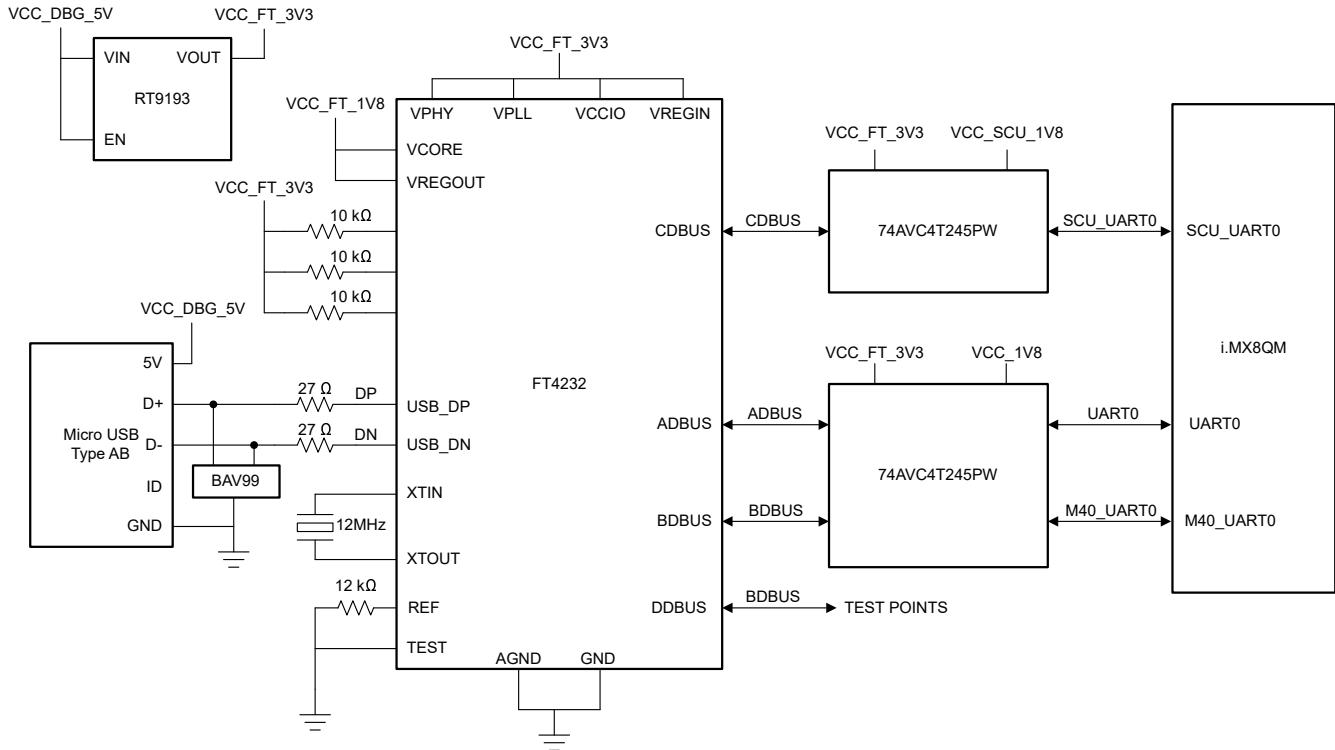 VCC_DBG_5V
VCC_FT_3V3
VIN
VOUT
RT9193
EN
VCC_FT_3V3
VCC_FT_1V8
VPHY
VPLL
VCCIO
VREGIN
VCORE
VREGOUT
VCC_FT_3V3
10 kΩ
10 kΩ
10 kΩ
VCC_DBG_5V
5V
D+
Micro USB
Type AB
D-
ID
GND
BAV99
27 Ω
DP
27 Ω
DN
USB_DP
USB_DN
XTIN
12MHz
XTOUT
12 kΩ
REF
TEST
AGND
GND
FT4232
CDBUS
ADBUS
BDBUS
DDBUS
CDBUS
ADBUS
BDBUS
BDBUS
TEST POINTS
VCC_FT_3V3
VCC_SCU_1V8
74AVC4T245PW
VCC_FT_3V3
VCC_1V8
74AVC4T245PW
SCU_UART0
UART0
M40_UART0
SCU_UART0
i.MX8QM
UART0
M40_UART0